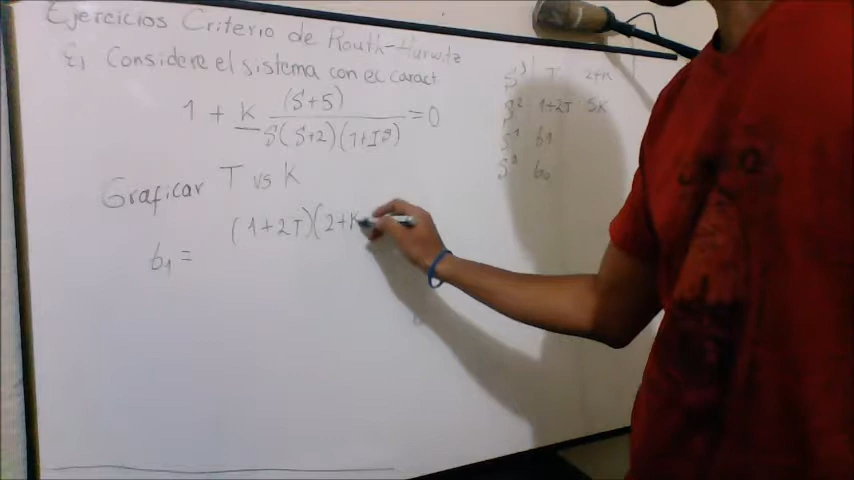 Ejercicios Criterio de Routh-Hurwitz
Ej Considere el sistema con ec caract
1 + K (S+5) / S(S+2)(1+TS) = 0
Graficar T vs K
b1 = (1+2T)(2+K
S3 T 2+K
S2 1+2T 5K
S1 b1
S0 b0